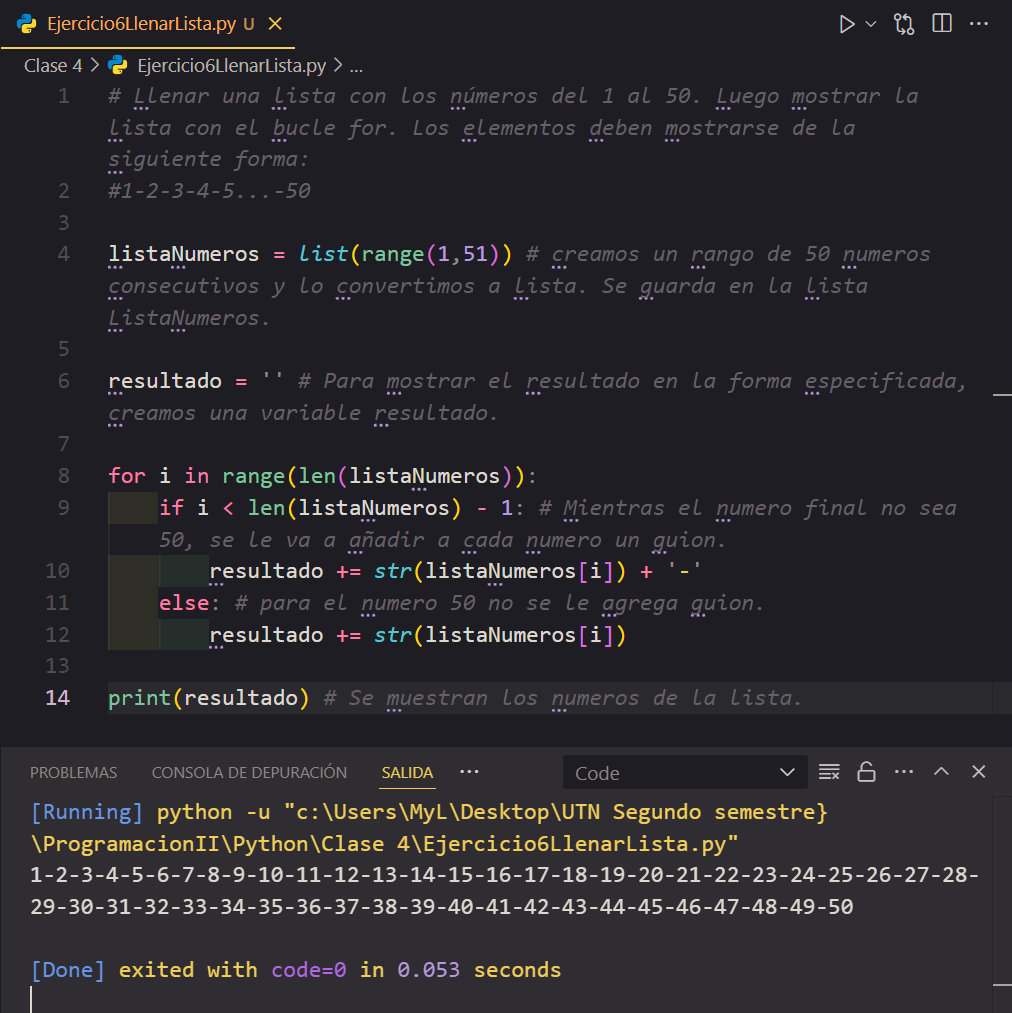 Ejercicio6LlenarLista.py U
Clase 4 > Ejercicio6LlenarLista.py > ...
1 # Llenar una lista con los números del 1 al 50. Luego mostrar la
lista con el bucle for. Los elementos deben mostrarse de la
siguiente forma:
2 #1-2-3-4-5...-50
3
4 listaNumeros = list(range(1,51)) # creamos un rango de 50 numeros
consecutivos y lo convertimos a lista. Se guarda en la lista
ListaNumeros.
5
6 resultado = '' # Para mostrar el resultado en la forma especificada,
creamos una variable resultado.
7
8 for i in range(len(listaNumeros)):
9 if i < len(listaNumeros) - 1: # Mientras el numero final no sea
50, se le va a añadir a cada numero un guion.
10 resultado += str(listaNumeros[i]) + '-'
11 else: # para el numero 50 no se le agrega guion.
12 resultado += str(listaNumeros[i])
13
14 print(resultado) # Se muestran los numeros de la lista.
PROBLEMAS CONSOLA DE DEPURACIÓN SALIDA ... Code
[Running] python -u "c:\Users\MyL\Desktop\UTN Segundo semestre}
\ProgramacionII\Python\Clase 4\Ejercicio6LlenarLista.py"
1-2-3-4-5-6-7-8-9-10-11-12-13-14-15-16-17-18-19-20-21-22-23-24-25-26-27-28-
29-30-31-32-33-34-35-36-37-38-39-40-41-42-43-44-45-46-47-48-49-50
[Done] exited with code=0 in 0.053 seconds